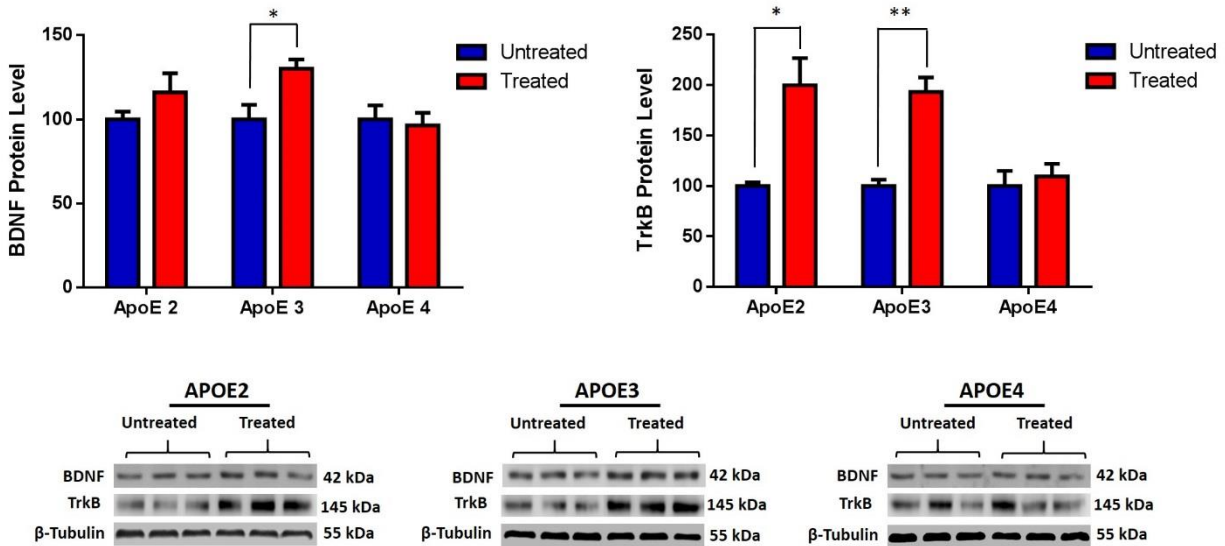 *
150
100
50
0
BDNF Protein Level
ApoE 2 ApoE 3 ApoE 4
Untreated
Treated
* **
250
200
150
100
50
0
TrkB Protein Level
ApoE2 ApoE3 ApoE4
Untreated
Treated
APOE2
Untreated Treated
BDNF 42 kDa
TrkB 145 kDa
β-Tubulin 55 kDa
APOE3
Untreated Treated
BDNF 42 kDa
TrkB 145 kDa
β-Tubulin 55 kDa
APOE4
Untreated Treated
BDNF 42 kDa
TrkB 145 kDa
β-Tubulin 55 kDa